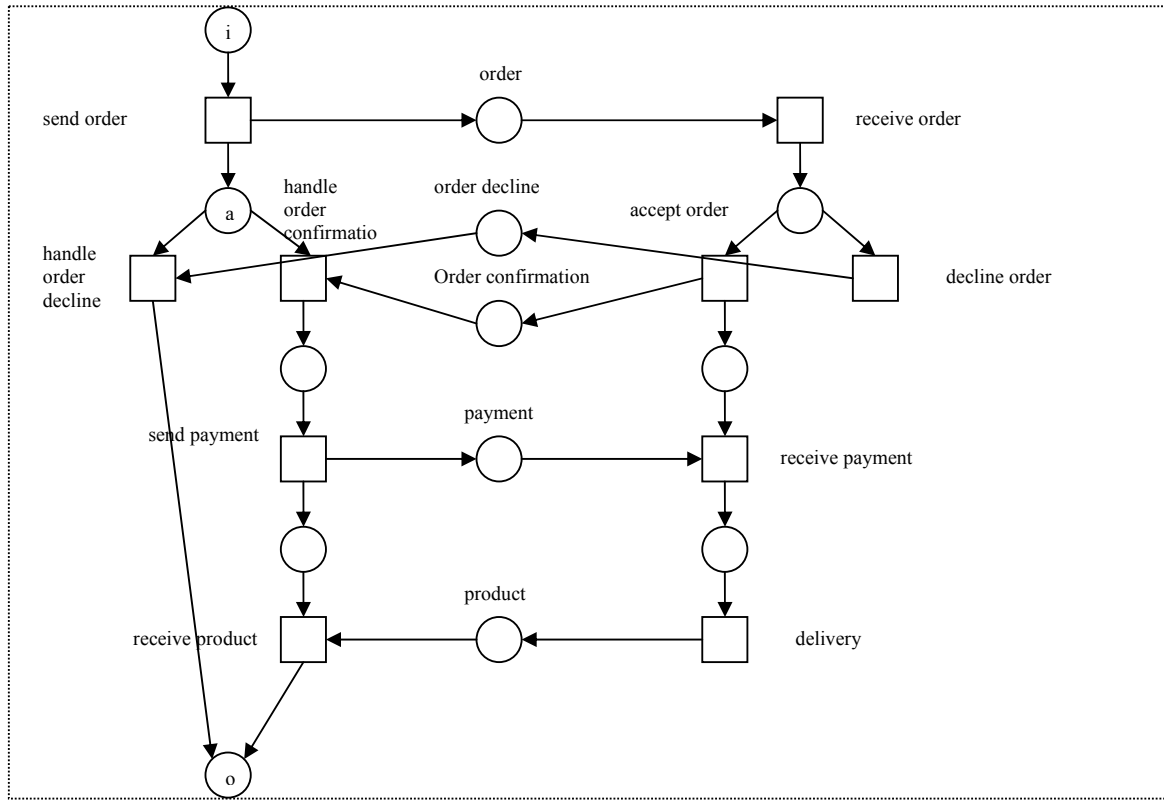 i
order
send order
receive order
handle
order
confirmatio
order decline
accept order
a
handle
order
decline
Order confirmation
decline order
payment
send payment
receive payment
product
receive product
delivery
o